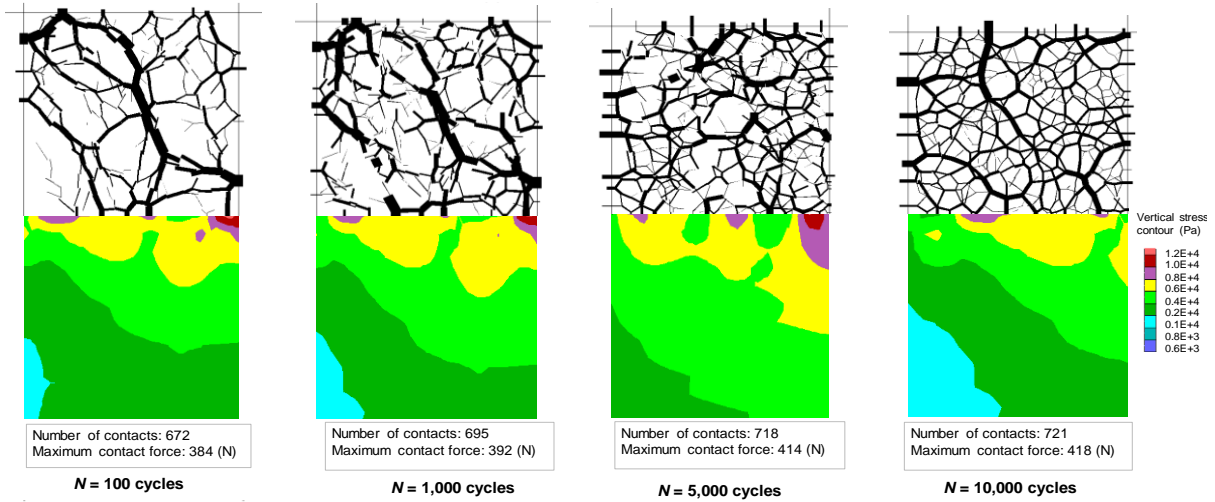 Vertical stress
contour (Pa)
1.2E+4
1.0E+4
0.8E+4
0.6E+4
0.4E+4
0.2E+4
0.1E+4
0.8E+3
0.6E+3
Number of contacts: 672
Maximum contact force: 384 (N)
Number of contacts: 695
Maximum contact force: 392 (N)
Number of contacts: 718
Maximum contact force: 414 (N)
Number of contacts: 721
Maximum contact force: 418 (N)
N = 100 cycles
N = 1,000 cycles
N = 5,000 cycles
N = 10,000 cycles